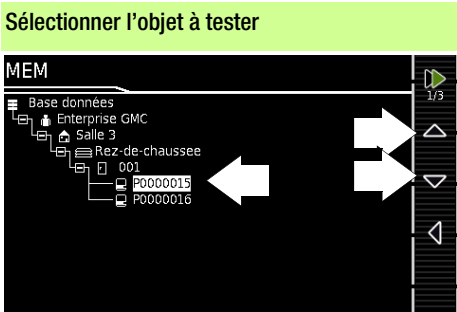 Sélectionner l'objet à tester
MEM
1/3
Base données
Enterprise GMC
Salle 3
Rez-de-chaussee
001
P0000015
P0000016